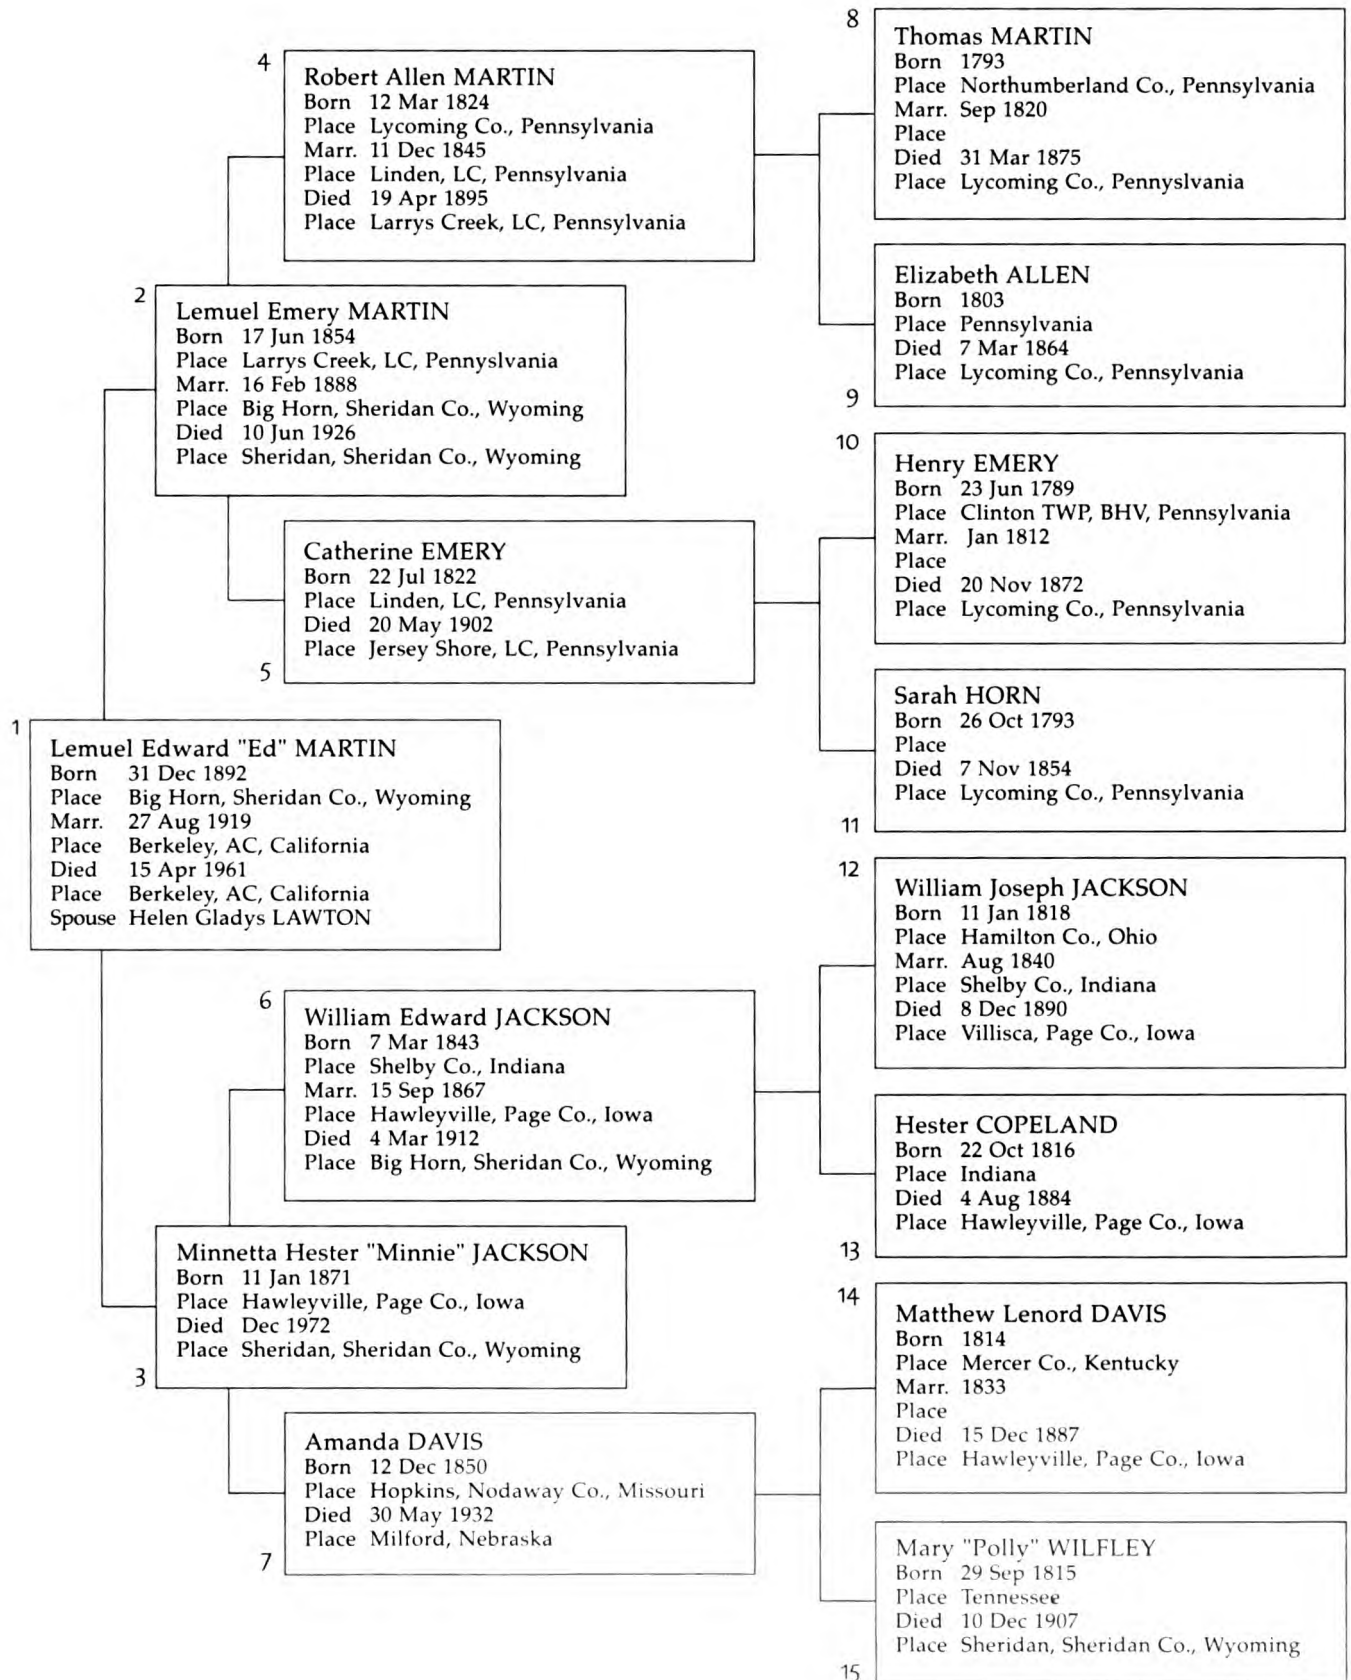 8
Thomas MARTIN
Born 1793
Place Northumberland Co., Pennsylvania
Marr. Sep 1820
Place
Died 31 Mar 1875
Place Lycoming Co., Pennyslvania
4
Robert Allen MARTIN
Born 12 Mar 1824
Place Lycoming Co., Pennsylvania
Marr. 11 Dec 1845
Place Linden, LC, Pennsylvania
Died 19 Apr 1895
Place Larrys Creek, LC, Pennsylvania
Elizabeth ALLEN
Born 1803
Place Pennsylvania
Died 7 Mar 1864
Place Lycoming Co., Pennsylvania
9
2
Lemuel Emery MARTIN
Born 17 Jun 1854
Place Larrys Creek, LC, Pennyslvania
Marr. 16 Feb 1888
Place Big Horn, Sheridan Co., Wyoming
Died 10 Jun 1926
Place Sheridan, Sheridan Co., Wyoming
10
Henry EMERY
Born 23 Jun 1789
Place Clinton TWP, BHV, Pennsylvania
Marr. Jan 1812
Place
Died 20 Nov 1872
Place Lycoming Co., Pennsylvania
Catherine EMERY
Born 22 Jul 1822
Place Linden, LC, Pennsylvania
Died 20 May 1902
Place Jersey Shore, LC, Pennsylvania
5
Sarah HORN
Born 26 Oct 1793
Place
Died 7 Nov 1854
Place Lycoming Co., Pennsylvania
11
1
Lemuel Edward "Ed" MARTIN
Born 31 Dec 1892
Place Big Horn, Sheridan Co., Wyoming
Marr. 27 Aug 1919
Place Berkeley, AC, California
Died 15 Apr 1961
Place Berkeley, AC, California
Spouse Helen Gladys LAWTON
12
William Joseph JACKSON
Born 11 Jan 1818
Place Hamilton Co., Ohio
Marr. Aug 1840
Place Shelby Co., Indiana
Died 8 Dec 1890
Place Villisca, Page Co., Iowa
6
William Edward JACKSON
Born 7 Mar 1843
Place Shelby Co., Indiana
Marr. 15 Sep 1867
Place Hawleyville, Page Co., Iowa
Died 4 Mar 1912
Place Big Horn, Sheridan Co., Wyoming
Hester COPELAND
Born 22 Oct 1816
Place Indiana
Died 4 Aug 1884
Place Hawleyville, Page Co., Iowa
13
Minnetta Hester "Minnie" JACKSON
Born 11 Jan 1871
Place Hawleyville, Page Co., Iowa
Died Dec 1972
Place Sheridan, Sheridan Co., Wyoming
3
14
Matthew Lenord DAVIS
Born 1814
Place Mercer Co., Kentucky
Marr. 1833
Place
Died 15 Dec 1887
Place Hawleyville, Page Co., Iowa
Amanda DAVIS
Born 12 Dec 1850
Place Hopkins, Nodaway Co., Missouri
Died 30 May 1932
Place Milford, Nebraska
7
Mary "Polly" WILFLEY
Born 29 Sep 1815
Place Tennessee
Died 10 Dec 1907
Place Sheridan, Sheridan Co., Wyoming
15